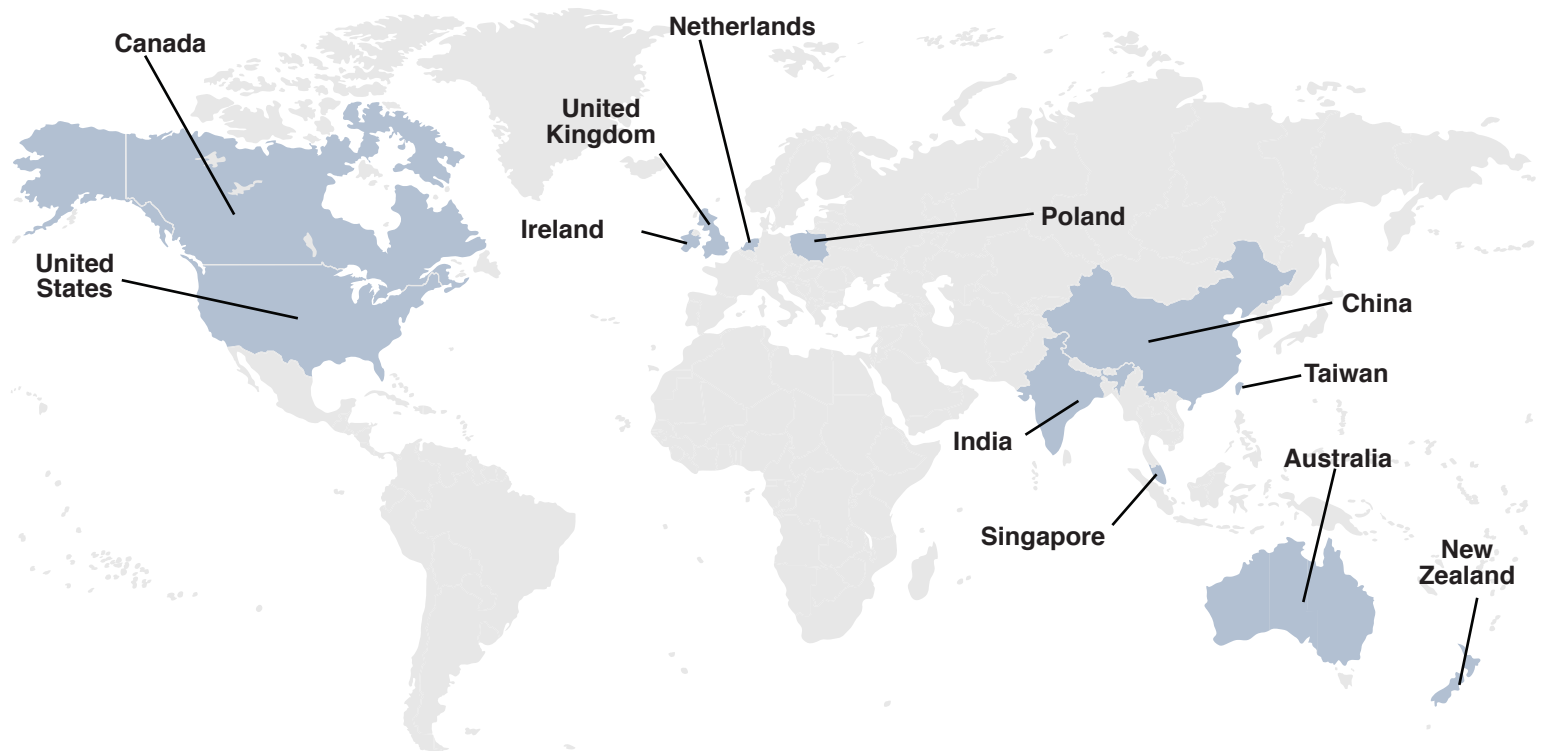 Netherlands
Canada
United
Kingdom
Poland
Ireland
United
States
China
Taiwan
India
Australia
Singapore
New
Zealand